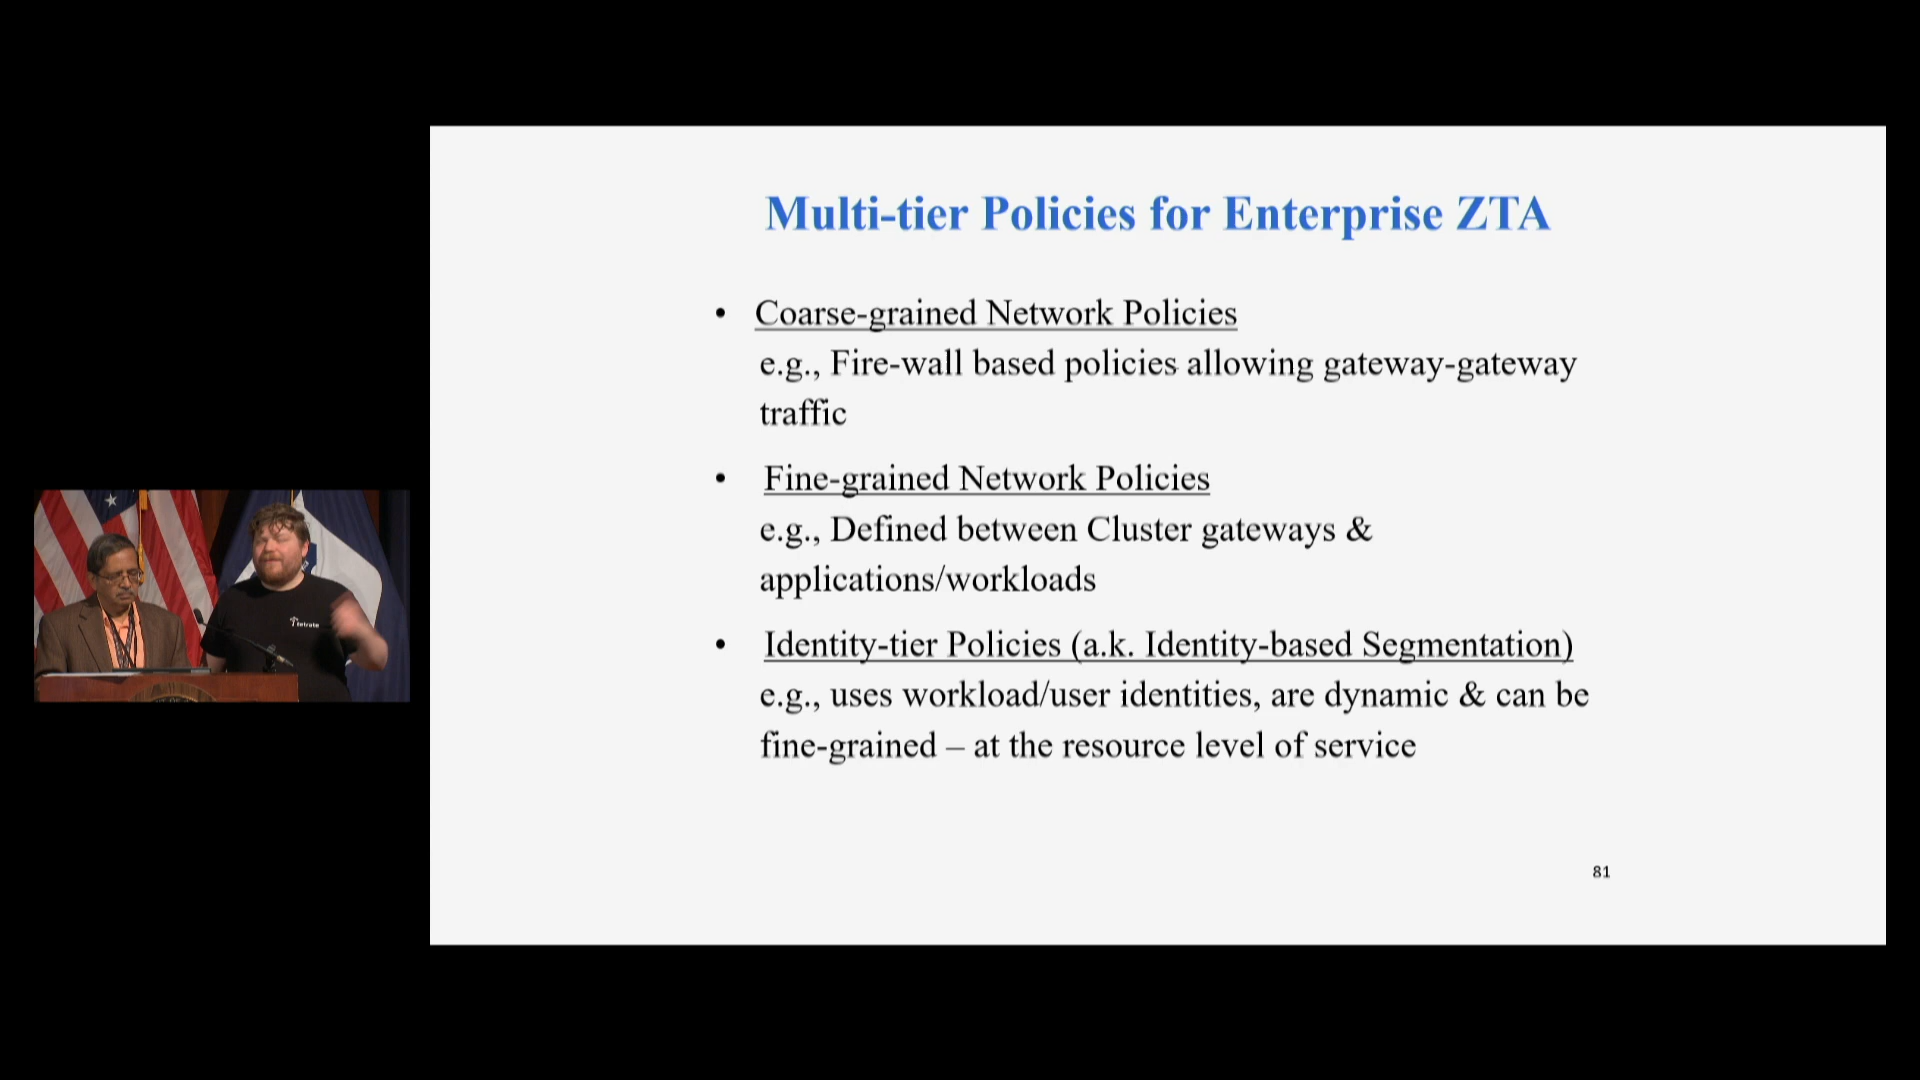 Multi-tier Policies for Enterprise ZTA
• Coarse-grained Network Policies
e.g., Fire-wall based policies allowing gateway-gateway
traffic
• Fine-grained Network Policies
e.g., Defined between Cluster gateways &
applications/workloads
• Identity-tier Policies (a.k. Identity-based Segmentation)
e.g., uses workload/user identities, are dynamic & can be
fine-grained – at the resource level of service
81
tetrate